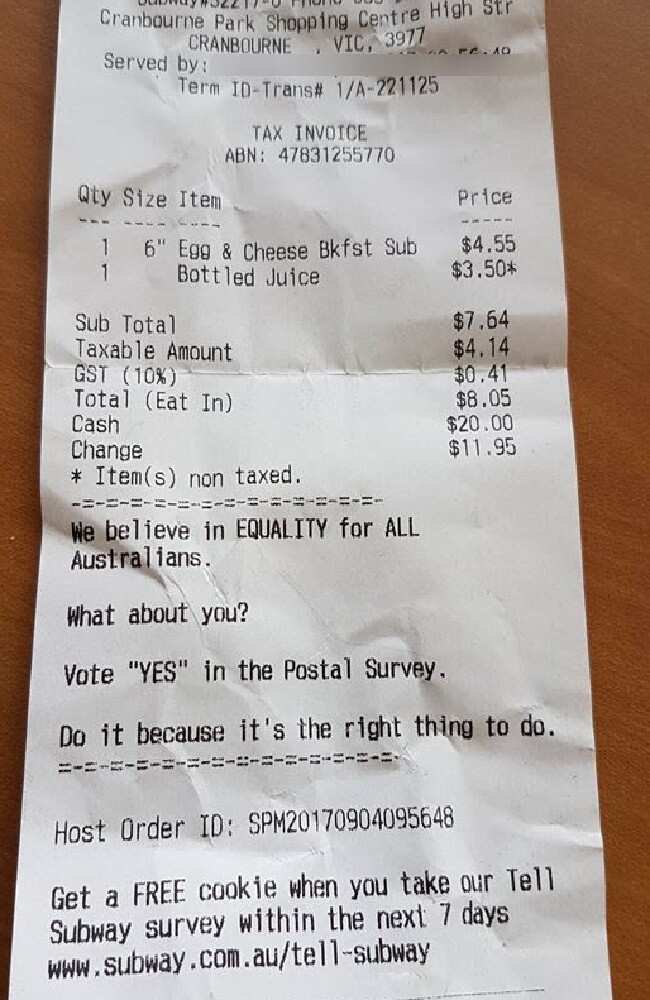 Cranbourne Park Shopping Centre High Str
CRANBOURNE , VIC, 3977
Served by:
Term ID-Trans# 1/A-221125
TAX INVOICE
ABN: 47831255770
Qty Size Item Price
--- ---- ---- -----
1 6" Egg & Cheese Bkfst Sub $4.55
1 Bottled Juice $3.50*
Sub Total $7.64
Taxable Amount $4.14
GST (10%) $0.41
Total (Eat In) $8.05
Cash $20.00
Change $11.95
* Item(s) non taxed.
-=-=-=-=-=-=-=-=-=-=-=-=-=-
We believe in EQUALITY for ALL
Australians.
What about you?
Vote "YES" in the Postal Survey.
Do it because it's the right thing to do.
=-=-=-=-=-=-=-=-=-=-=-=-=-=-
Host Order ID: SPM20170904095648
Get a FREE cookie when you take our Tell
Subway survey within the next 7 days
www.subway.com.au/tell-subway